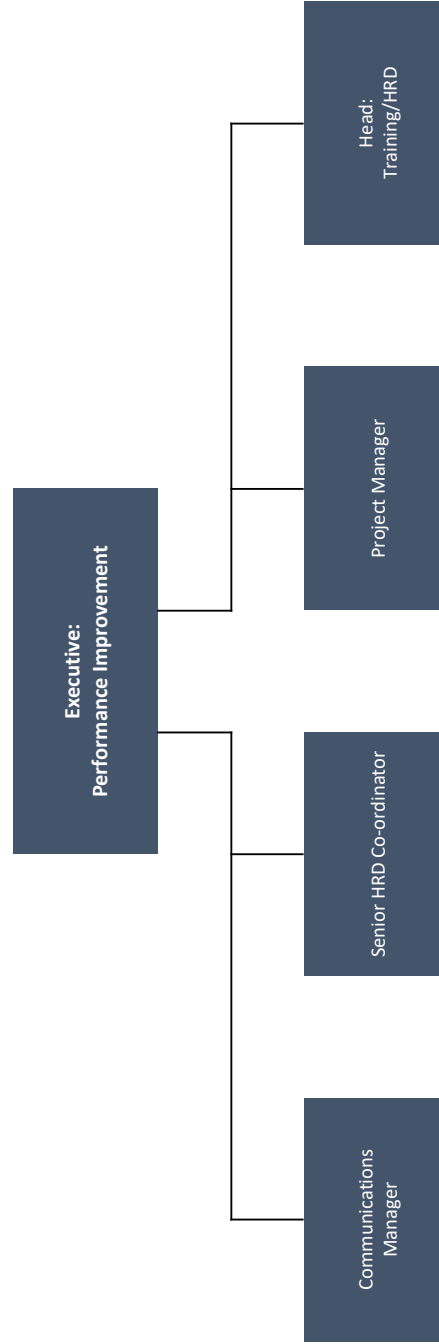 Executive:
Performance Improvement
Communications
Manager
Senior HRD Co-ordinator
Project Manager
Head:
Training/HRD